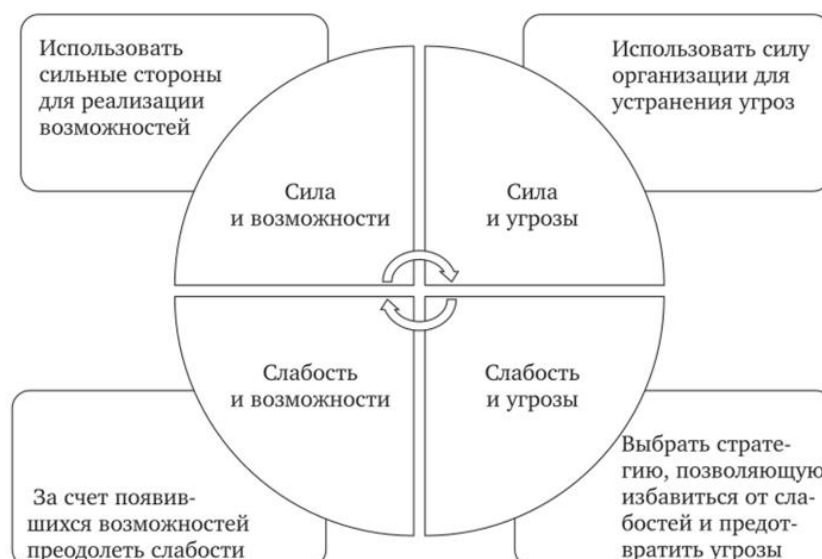 Использовать
сильные стороны
для реализации
возможностей
Использовать силу
организации для
устранения угроз
Сила
и возможности
Сила
и угрозы
Слабость
и возможности
Слабость
и угрозы
За счет появив-
шихся возможностей
преодолеть слабости
Выбрать страте-
гию, позволяющую
избавиться от сла-
бостей и предот-
вратить угрозы